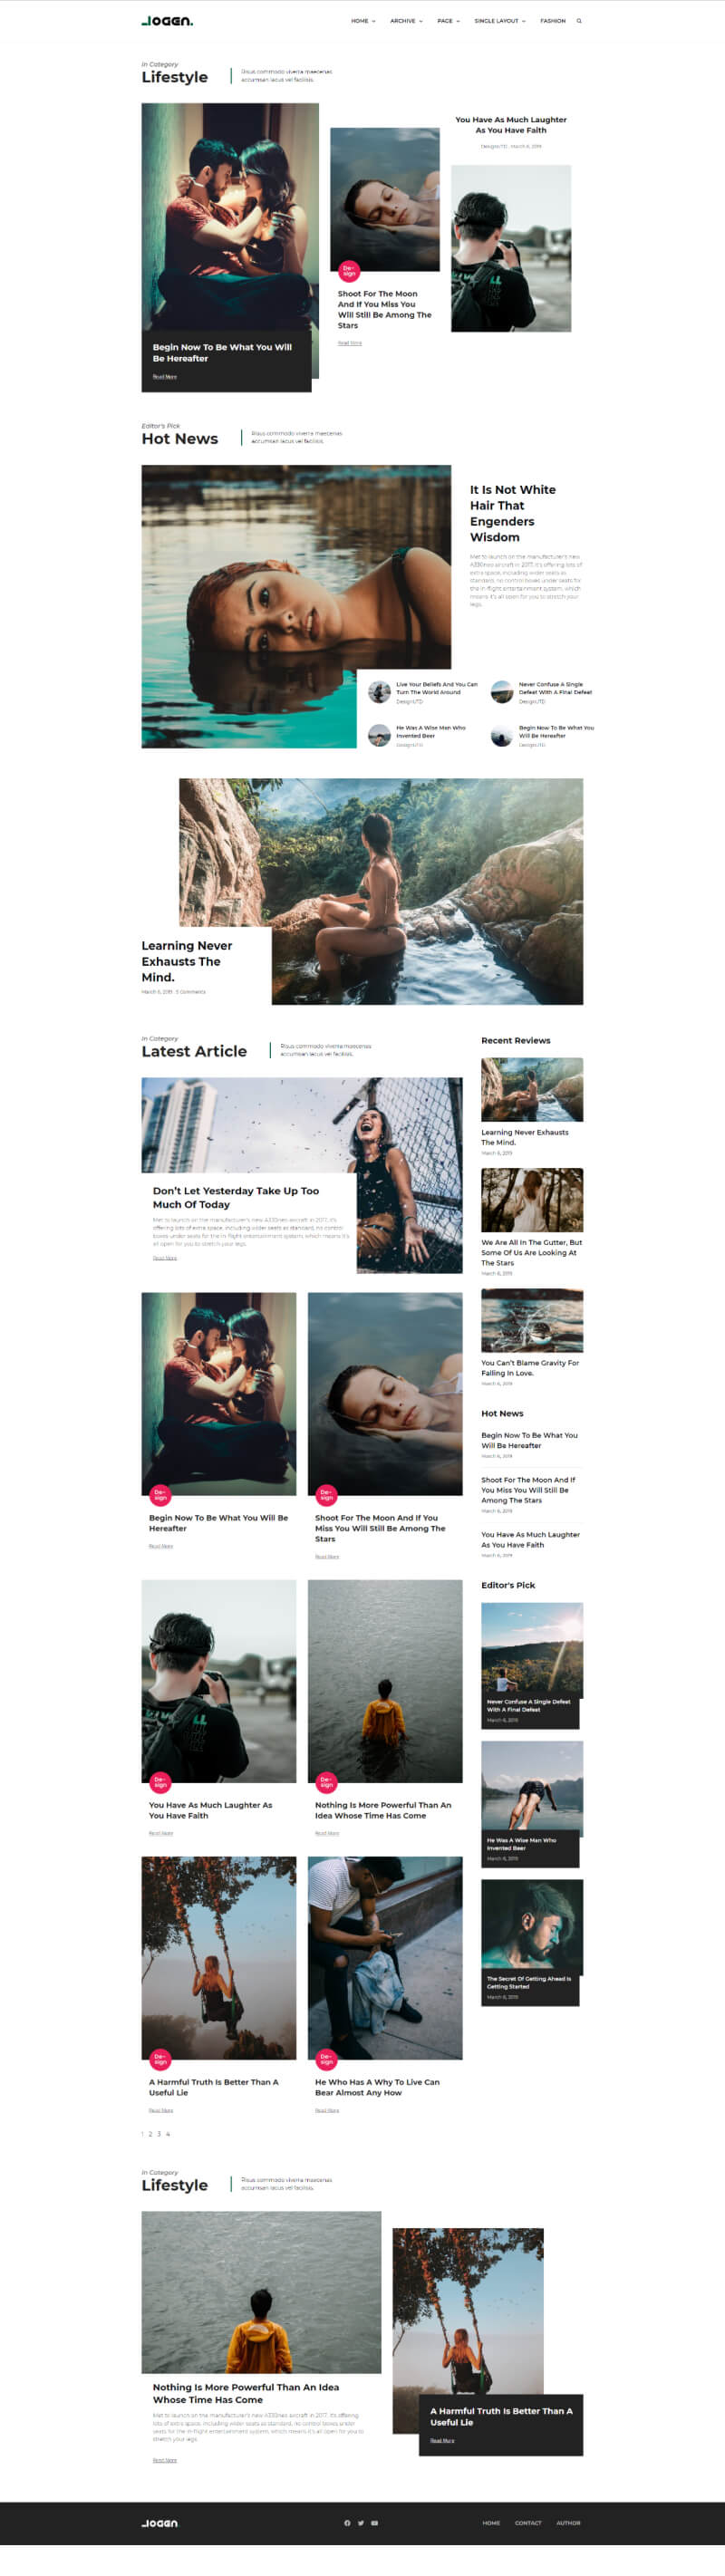 _logen.
HOME ARCHIVE PAGE SINGLE LAYOUT FASHION
In Category
Lifestyle
Risus commodo viverra maecenas
accumsan lacus vel facilisis.
You Have As Much Laughter
As You Have Faith
DesignUTD March 6, 2019
De-
sign
Shoot For The Moon
And If You Miss You
Will Still Be Among The
Stars
Read More
Begin Now To Be What You Will
Be Hereafter
Read More
Editor's Pick
Hot News
Risus commodo viverra maecenas
accumsan lacus vel facilisis.
It Is Not White
Hair That
Engenders
Wisdom
Met to launch on the manufacturer's new
A330neo aircraft in 2017, it's offering lots of
extra space, including wider seats as
standard, no control boxes under seats for
the in-flight entertainment system, which
means it's all open for you to stretch your
legs.
Live Your Beliefs And You Can
Turn The World Around
DesignUTD
Never Confuse A Single
Defeat With A Final Defeat
DesignUTD
He Was A Wise Man Who
Invented Beer
DesignUTD
Begin Now To Be What You
Will Be Hereafter
DesignUTD
Learning Never
Exhausts The
Mind.
March 6, 2019 5 Comments
In Category
Latest Article
Risus commodo viverra maecenas
accumsan lacus vel facilisis.
Don't Let Yesterday Take Up Too
Much Of Today
Met to launch on the manufacturer's new A330neo aircraft in 2017, it's
offering lots of extra space, including wider seats as standard, no control
boxes under seats for the in-flight entertainment system, which means it's
all open for you to stretch your legs.
Read More
De-
sign
Begin Now To Be What You Will Be
Hereafter
Read More
De-
sign
Shoot For The Moon And If You
Miss You Will Still Be Among The
Stars
Read More
De-
sign
You Have As Much Laughter As
You Have Faith
Read More
De-
sign
Nothing Is More Powerful Than An
Idea Whose Time Has Come
Read More
De-
sign
A Harmful Truth Is Better Than A
Useful Lie
Read More
De-
sign
He Who Has A Why To Live Can
Bear Almost Any How
Read More
1 2 3 4
Recent Reviews
Learning Never Exhausts
The Mind.
March 6, 2019
We Are All In The Gutter, But
Some Of Us Are Looking At
The Stars
March 6, 2019
You Can't Blame Gravity For
Falling In Love.
March 6, 2019
Hot News
Begin Now To Be What You
Will Be Hereafter
March 6, 2019
Shoot For The Moon And If
You Miss You Will Still Be
Among The Stars
March 6, 2019
You Have As Much Laughter
As You Have Faith
March 6, 2019
Editor's Pick
Never Confuse A Single Defeat
With A Final Defeat
March 6, 2019
He Was A Wise Man Who
Invented Beer
March 6, 2019
The Secret Of Getting Ahead Is
Getting Started
March 6, 2019
In Category
Lifestyle
Risus commodo viverra maecenas
accumsan lacus vel facilisis.
Nothing Is More Powerful Than An Idea
Whose Time Has Come
Met to launch on the manufacturer's new A330neo aircraft in 2017, it's offering
lots of extra space, including wider seats as standard, no control boxes under
seats for the in-flight entertainment system, which means it's all open for you to
stretch your legs.
Read More
A Harmful Truth Is Better Than A
Useful Lie
Read More
_logen.
HOME CONTACT AUTHOR